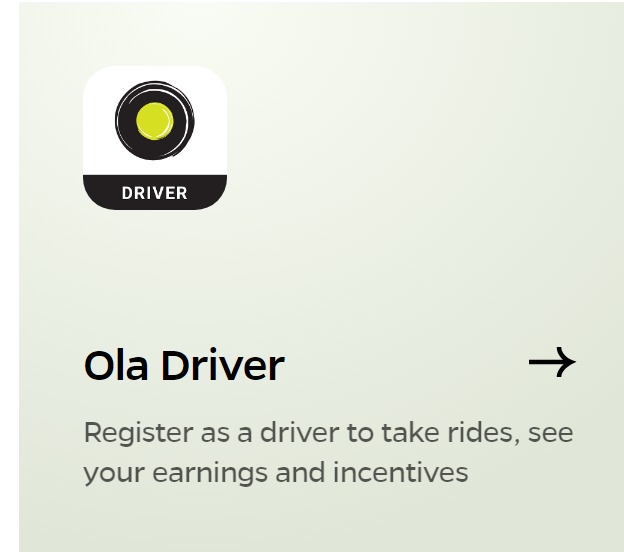 DRIVER
Ola Driver
Register as a driver to take rides, see
your earnings and incentives